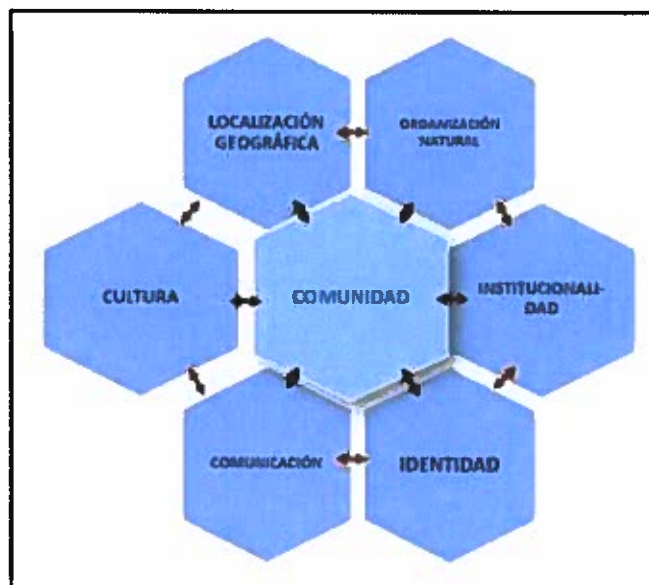 LOCALIZACIÓN
GEOGRÁFICA
ORGANIZACIÓN
NATURAL
CULTURA
COMUNIDAD
INSTITUCIONALI-
DAD
COMUNICACIÓN
IDENTIDAD